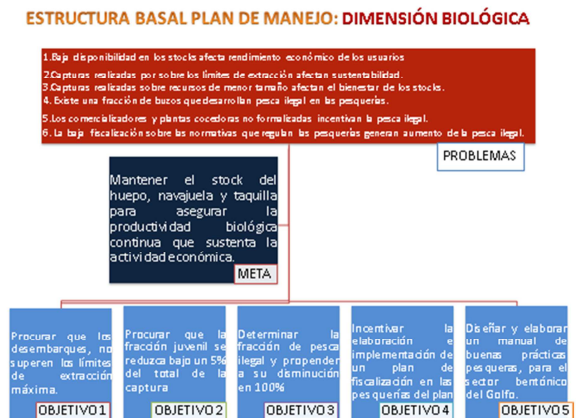 ESTRUCTURA BASAL PLAN DE MANEJO: DIMENSIÓN BIOLÓGICA
1.Baja disponibilidad en los stocks afecta rendimiento económico de los usuarios
2.Capturas realizadas por sobre los límites de extracción afectan sustentabilidad.
3.Capturas realizadas sobre recursos de menor tamaño afectan el bienestar de los stocks.
4. Existe una fracción de buzos que desarrollan pesca ilegal en las pesquerías.
5.Los comercializadores y plantas cocedoras no formalizadas incentivan la pesca ilegal.
6. La baja fiscalización sobre las normativas que regulan las pesquerías generan aumento de la pesca ilegal.
PROBLEMAS
Mantener el stock del
huepo, navajuela y taquilla
para asegurar la
productividad biológica
continua que sustenta la
actividad económica.
META
Procurar que los
desembarques, no
superen los límites
de extracción
máxima.
OBJETIVO 1
Procurar que la
fracción juvenil se
reduzca bajo un 5%
del total de la
captura
OBJETIVO 2
Determinar la
fracción de pesca
ilegal y propender
a su disminución
en 100%
OBJETIVO 3
Incentivar la
elaboración e
implementación de
un plan de
fiscalización en las
pesquerías del plan
OBJETIVO 4
Diseñar y elaborar
un manual de
buenas prácticas
pesqueras, para el
sector bentónico
del Golfo.
OBJETIVO 5